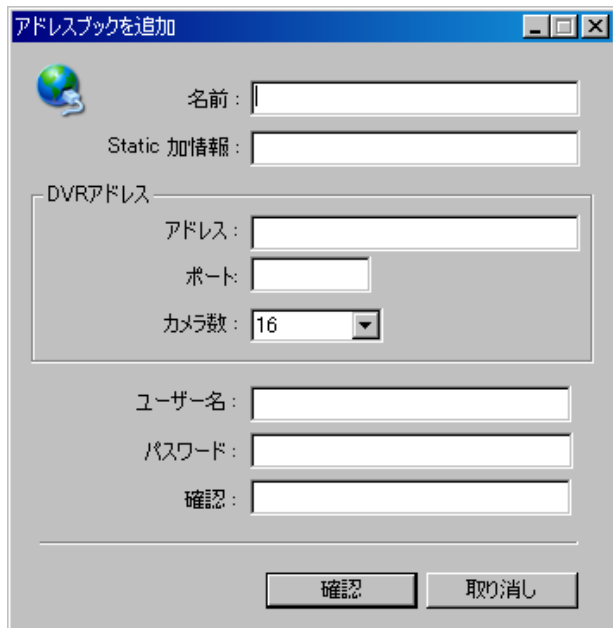 アドレスブックを追加
名前 :
Static 加情報 :
DVRアドレス
アドレス :
ポート:
カメラ数 : 16
ユーザー名 :
パスワード :
確認 :
確認 取り消し